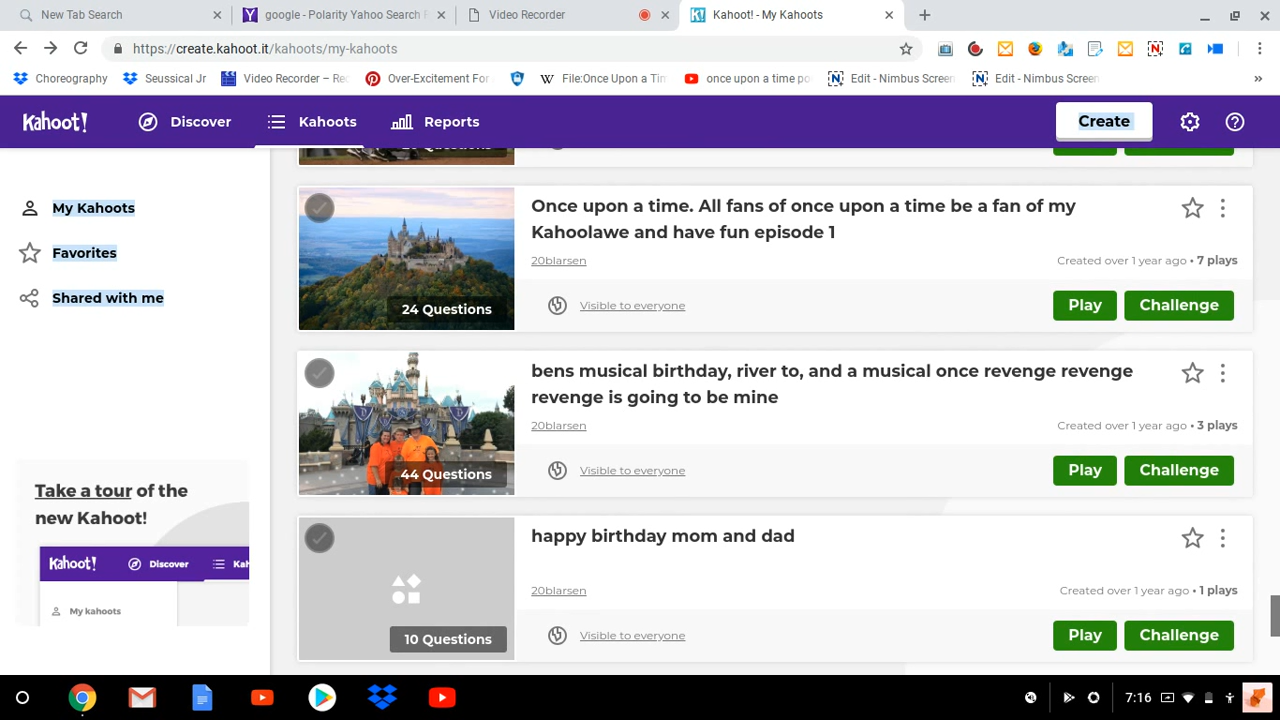 New Tab Search
google - Polarity Yahoo Search R
Video Recorder
Kahoot! - My Kahoots
https://create.kahoot.it/kahoots/my-kahoots
Choreography
Seussical Jr
Video Recorder – Rec
Over-Excitement For
File:Once Upon a Tim
once upon a time po
Edit - Nimbus Screen
Edit - Nimbus Screen
»
Kahoot!
Discover
Kahoots
Reports
Create
My Kahoots
Favorites
Shared with me
Take a tour of the
new Kahoot!
Kahoot!
Discover
Kah
My kahoots
Once upon a time. All fans of once upon a time be a fan of my
Kahoolawe and have fun episode 1
20blarsen
Created over 1 year ago • 7 plays
24 Questions
Visible to everyone
Play
Challenge
bens musical birthday, river to, and a musical once revenge revenge
revenge is going to be mine
20blarsen
Created over 1 year ago • 3 plays
44 Questions
Visible to everyone
Play
Challenge
happy birthday mom and dad
20blarsen
Created over 1 year ago • 1 plays
10 Questions
Visible to everyone
Play
Challenge
7:16